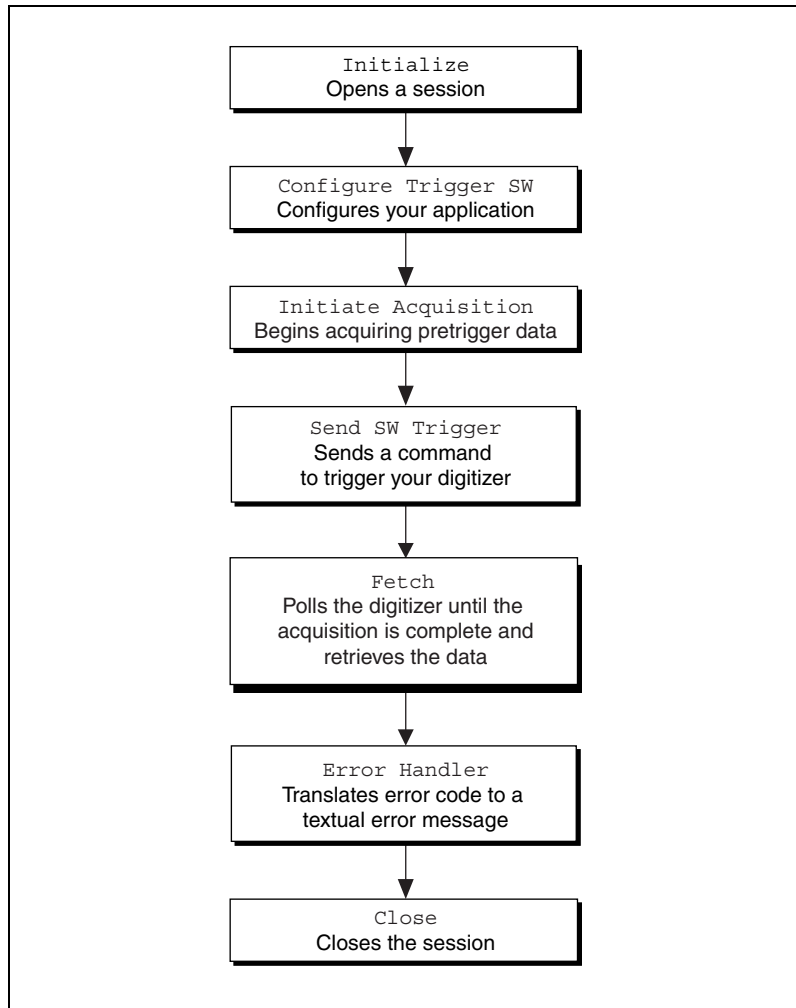 Initialize
Opens a session
Configure Trigger SW
Configures your application
Initiate Acquisition
Begins acquiring pretrigger data
Send SW Trigger
Sends a command
to trigger your digitizer
Fetch
Polls the digitizer until the
acquisition is complete and
retrieves the data
Error Handler
Translates error code to a
textual error message
Close
Closes the session